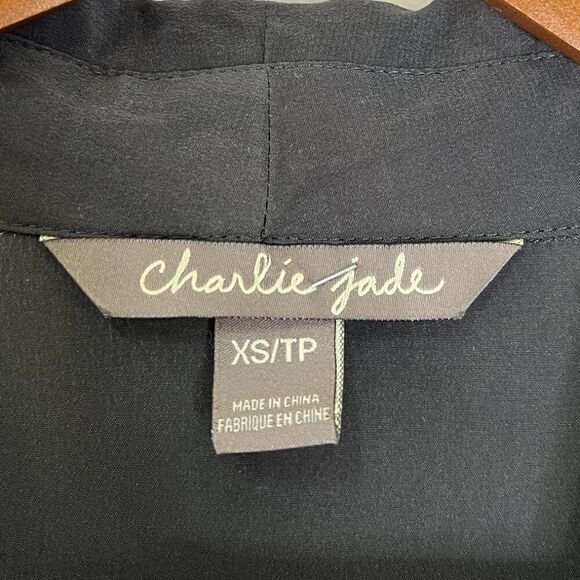 charlie jade
XS/TP
MADE IN CHINA
FABRIQUE EN CHINE